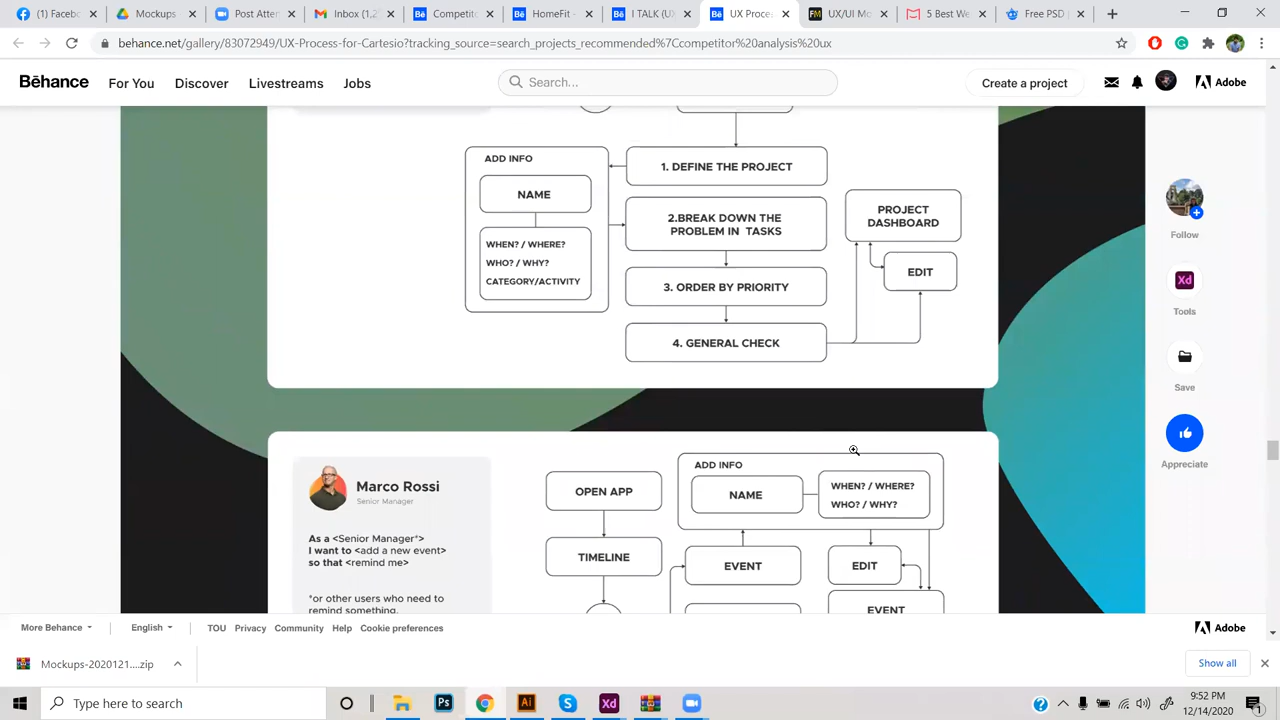 Mockups
Post Atten
Gmail (1,2
Competito
HomeFit -
I TALK (U)
UX Proce
UX/UI Mo
5 Best We
Free PSD |
behance.net/gallery/83072949/UX-Process-for-Cartesio?tracking_source=search_projects_recommended%7Ccompetitor%20analysis%20ux
Bēhance
For You
Discover
Livestreams
Jobs
Search...
Create a project
Adobe
ADD INFO
NAME
WHEN? / WHERE?
WHO? / WHY?
CATEGORY/ACTIVITY
1. DEFINE THE PROJECT
2.BREAK DOWN THE
PROBLEM IN TASKS
3. ORDER BY PRIORITY
4. GENERAL CHECK
PROJECT
DASHBOARD
EDIT
Follow
Xd
Tools
Save
Appreciate
Marco Rossi
Senior Manager
As a <Senior Manager*>
I want to <add a new event>
so that <remind me>
*or other users who need to
remind something.
OPEN APP
TIMELINE
ADD INFO
NAME
WHEN? / WHERE?
WHO? / WHY?
EVENT
EDIT
EVENT
More Behance
English
TOU
Privacy
Community
Help
Cookie preferences
Adobe
Mockups-2020121....zip
Show all
Type here to search
Ps
Ai
Xd
9:52 PM
12/14/2020